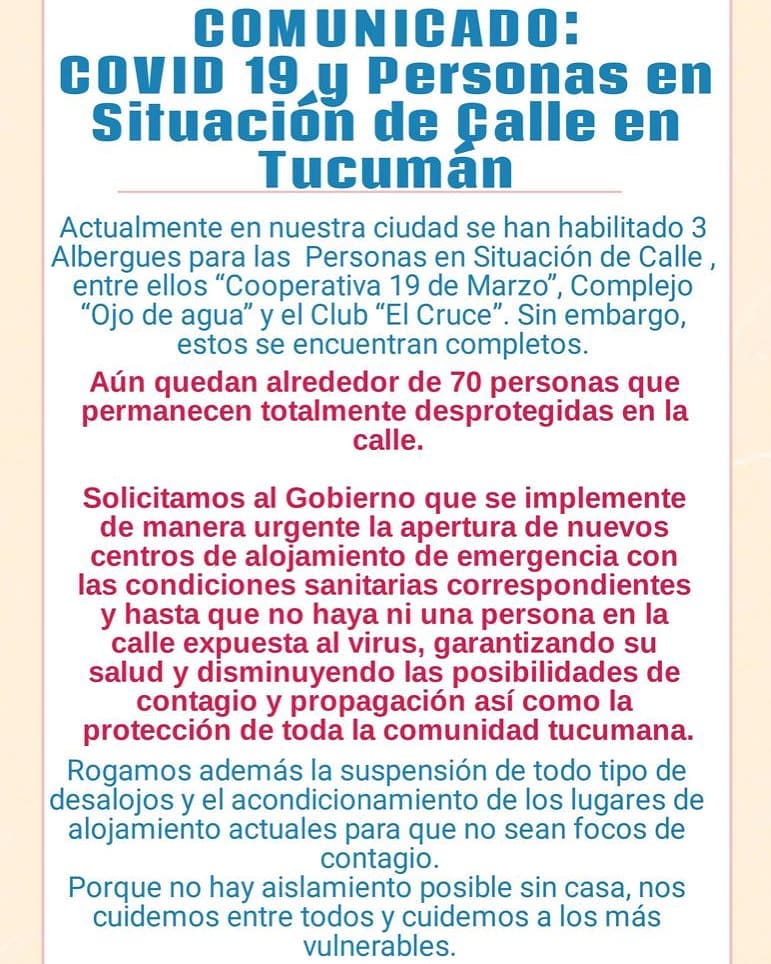 COMUNICADO:
COVID 19 y Personas en
Situación de Calle en
Tucumán
Actualmente en nuestra ciudad se han habilitado 3
Albergues para las Personas en Situación de Calle ,
entre ellos “Cooperativa 19 de Marzo”, Complejo
“Ojo de agua” y el Club “El Cruce”. Sin embargo,
estos se encuentran completos.
Aún quedan alrededor de 70 personas que
permanecen totalmente desprotegidas en la
calle.
Solicitamos al Gobierno que se implemente
de manera urgente la apertura de nuevos
centros de alojamiento de emergencia con
las condiciones sanitarias correspondientes
y hasta que no haya ni una persona en la
calle expuesta al virus, garantizando su
salud y disminuyendo las posibilidades de
contagio y propagación así como la
protección de toda la comunidad tucumana.
Rogamos además la suspensión de todo tipo de
desalojos y el acondicionamiento de los lugares de
alojamiento actuales para que no sean focos de
contagio.
Porque no hay aislamiento posible sin casa, nos
cuidemos entre todos y cuidemos a los más
vulnerables.